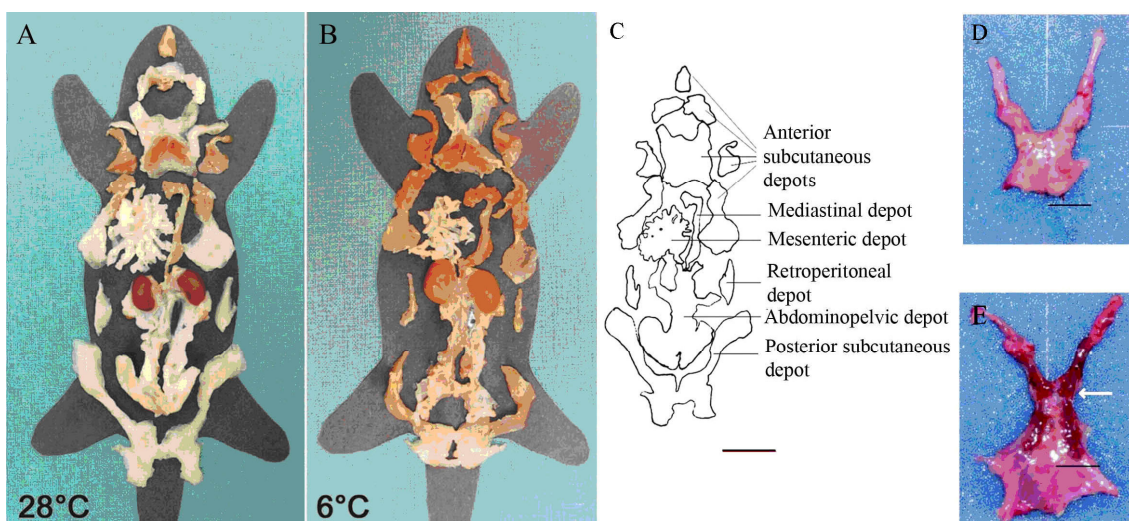 A
B
C
D
E
28°C
6°C
Anterior
subcutaneous
depots
Mediastinal depot
Mesenteric depot
Retroperitoneal
depot
Abdominopelvic depot
Posterior subcutaneous
depot